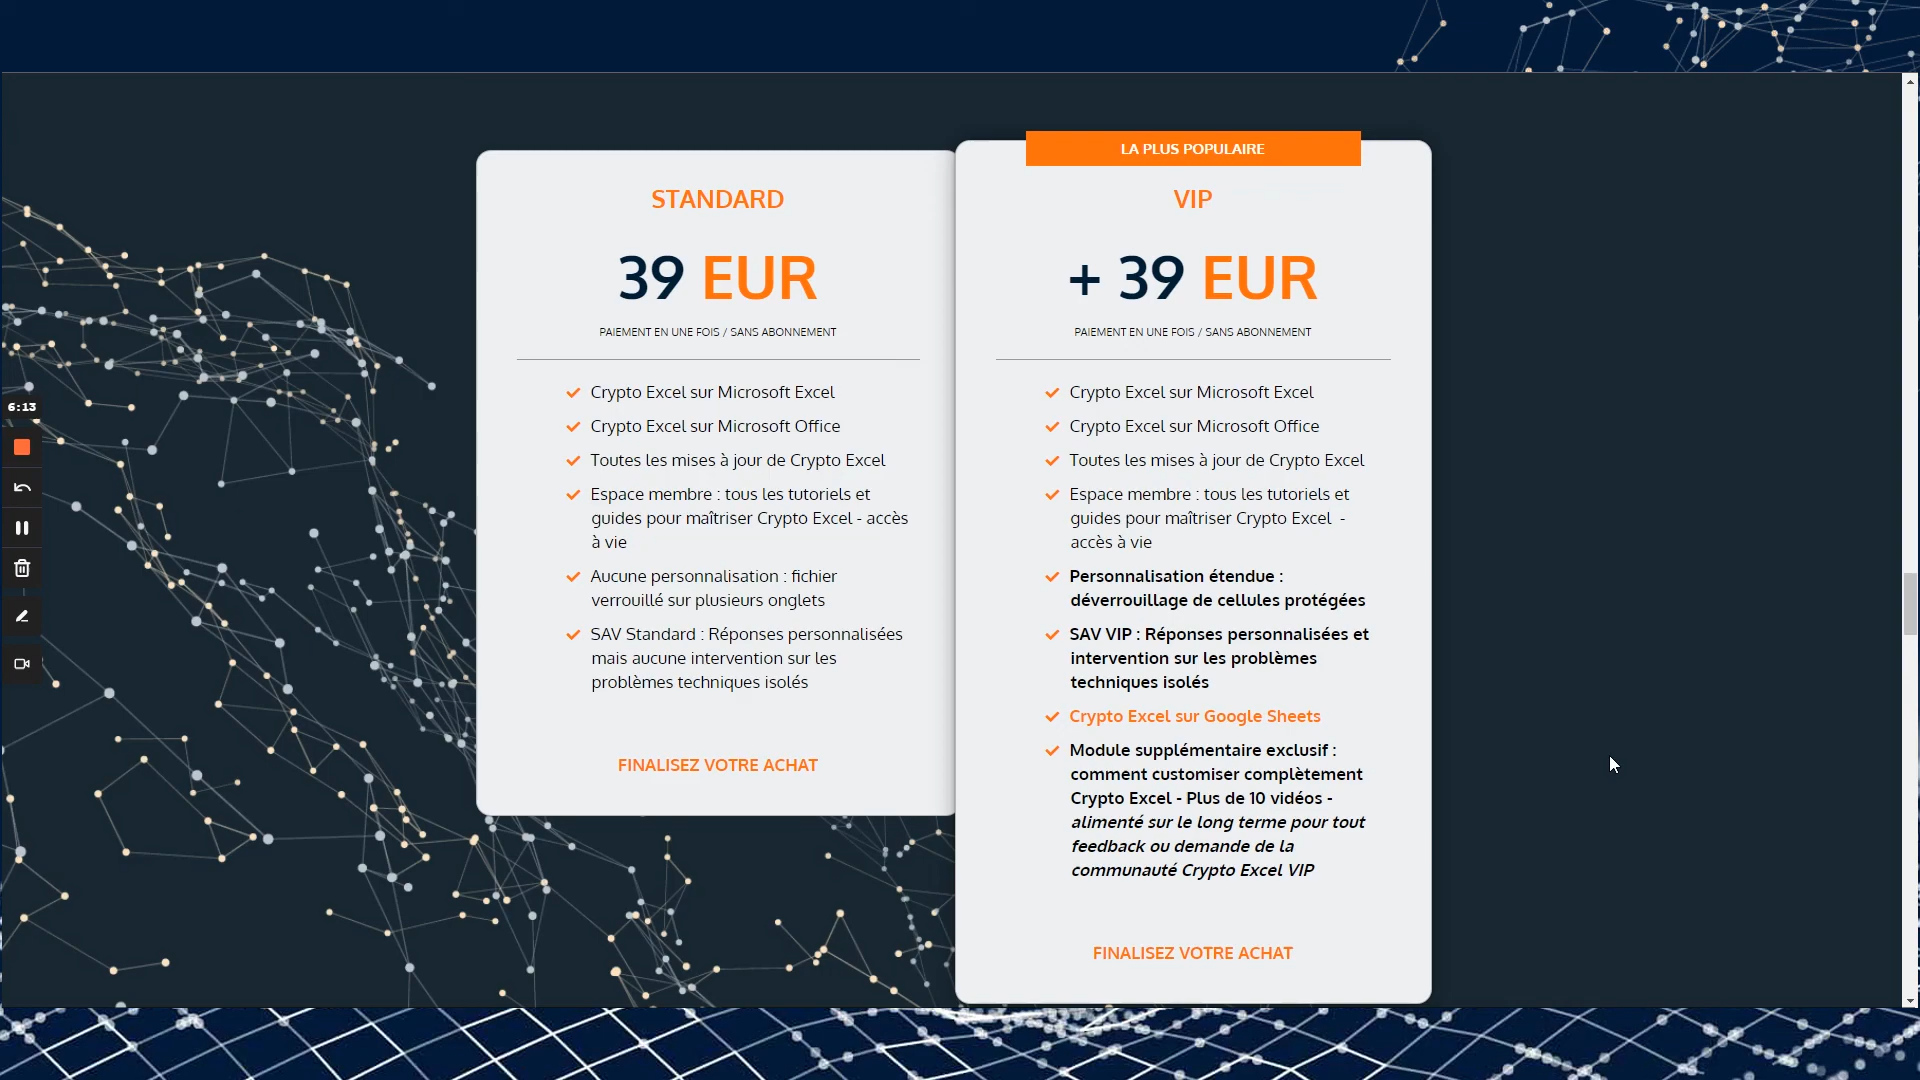 STANDARD
39 EUR
PAIEMENT EN UNE FOIS / SANS ABONNEMENT
Crypto Excel sur Microsoft Excel
Crypto Excel sur Microsoft Office
Toutes les mises à jour de Crypto Excel
Espace membre : tous les tutoriels et
guides pour maîtriser Crypto Excel - accès
à vie
Aucune personnalisation : fichier
verrouillé sur plusieurs onglets
SAV Standard : Réponses personnalisées
mais aucune intervention sur les
problèmes techniques isolés
FINALISEZ VOTRE ACHAT
LA PLUS POPULAIRE
VIP
+ 39 EUR
PAIEMENT EN UNE FOIS / SANS ABONNEMENT
Crypto Excel sur Microsoft Excel
Crypto Excel sur Microsoft Office
Toutes les mises à jour de Crypto Excel
Espace membre : tous les tutoriels et
guides pour maîtriser Crypto Excel -
accès à vie
Personnalisation étendue :
déverrouillage de cellules protégées
SAV VIP : Réponses personnalisées et
intervention sur les problèmes
techniques isolés
Crypto Excel sur Google Sheets
Module supplémentaire exclusif :
comment customiser complètement
Crypto Excel - Plus de 10 vidéos -
alimenté sur le long terme pour tout
feedback ou demande de la
communauté Crypto Excel VIP
FINALISEZ VOTRE ACHAT
6:13